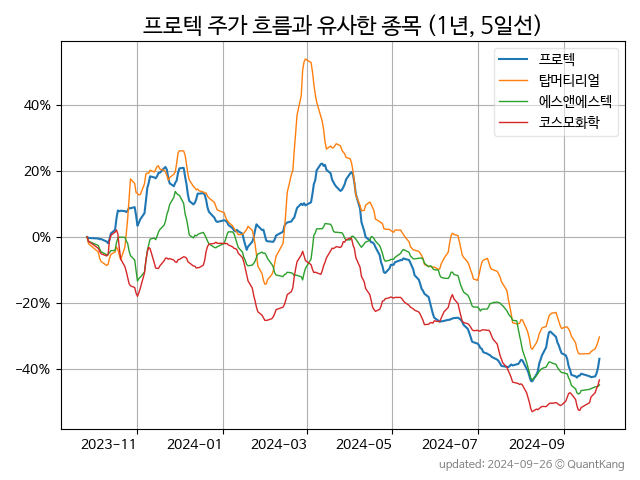 프로텍 주가 흐름과 유사한 종목 (1년, 5일선)
프로텍
탑머티리얼
에스앤에스텍
코스모화학
40%
20%
0%
−20%
−40%
2023−11
2024−01
2024−03
2024−05
2024−07
2024−09
updated: 2024-09-26 © QuantKang